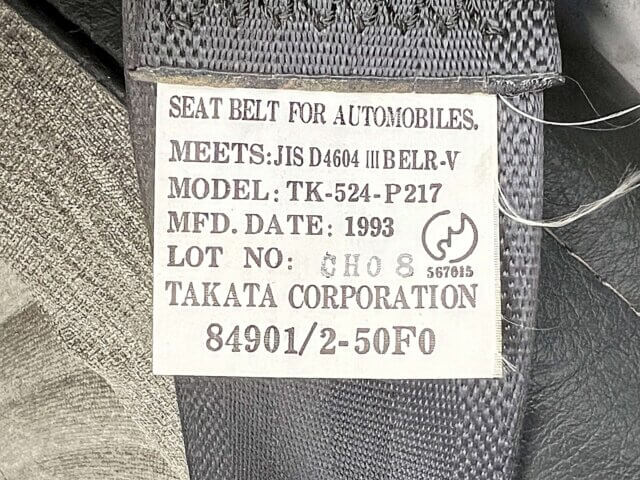 SEAT BELT FOR AUTOMOBILES.
MEETS: JIS D4604 III BELR-V
MODEL: TK-524-P217
MFD. DATE: 1993
LOT NO: CH08
567015
TAKATA CORPORATION
84901/2-50F0